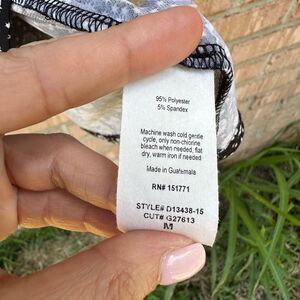 95% Polyester
5% Spandex
Machine wash cold gentle
cycle, only non-chlorine
bleach when needed, flat
dry, warm iron if needed
Made in Guatemala
RN# 151771
STYLE# D13438-15
CUT# G27613
M